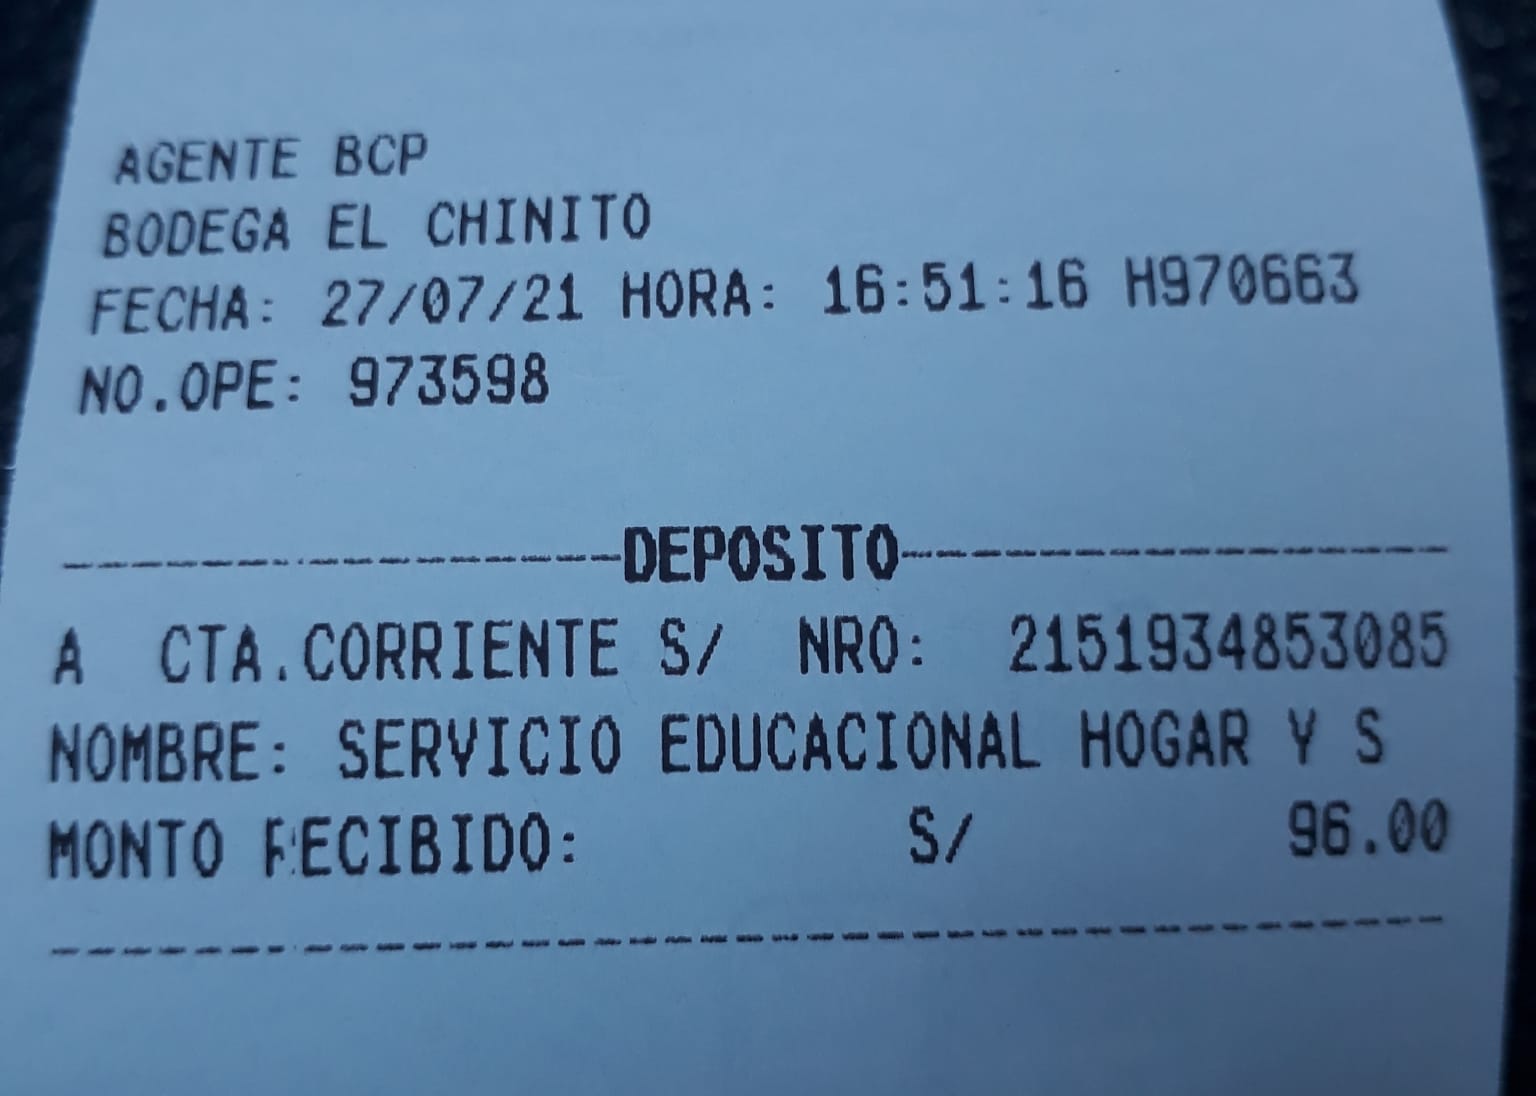 AGENTE BCP
BODEGA EL CHINITO
FECHA: 27/07/21 HORA: 16:51:16 H970663
NO.OPE: 973598
DEPOSITO
A CTA.CORRIENTE S/ NRO: 2151934853085
NOMBRE: SERVICIO EDUCACIONAL HOGAR Y S
MONTO RECIBIDO: S/ 96.00